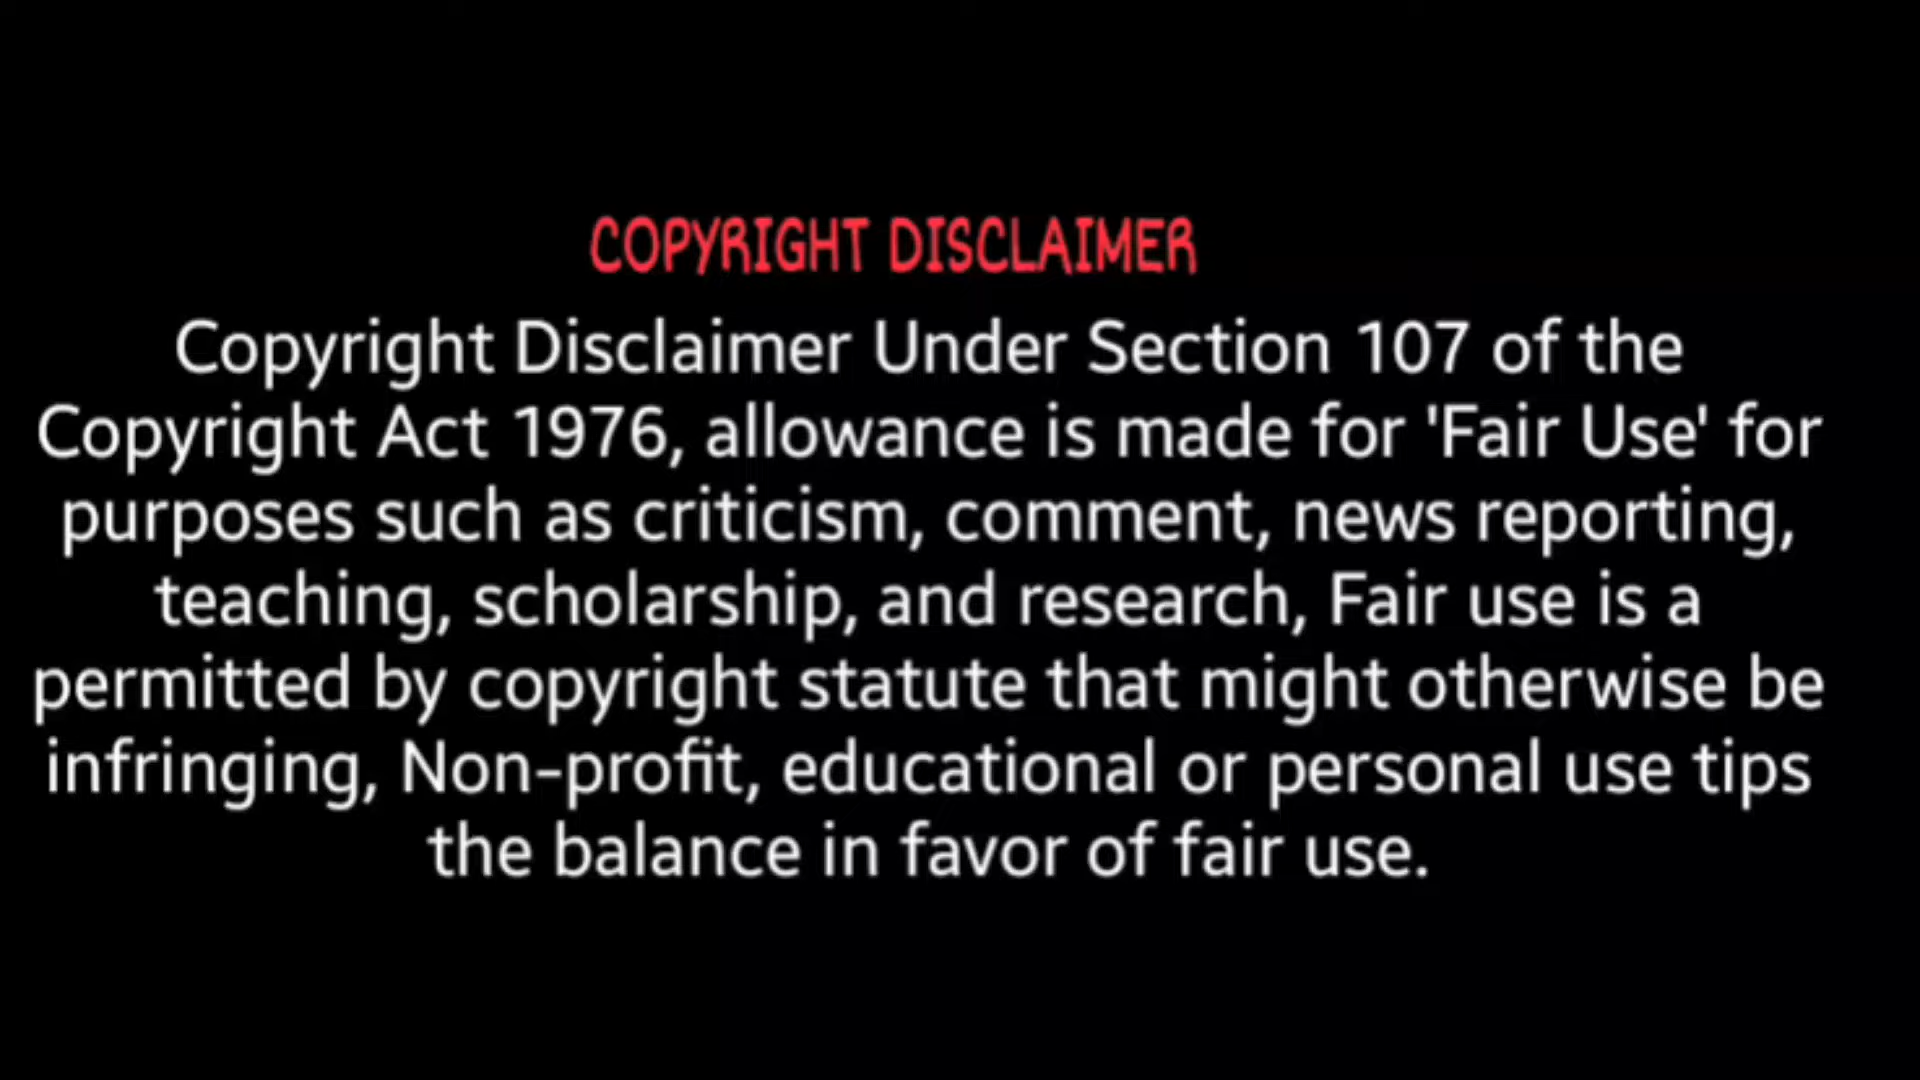 COPYRIGHT DISCLAIMER
Copyright Disclaimer Under Section 107 of the
Copyright Act 1976, allowance is made for 'Fair Use' for
purposes such as criticism, comment, news reporting,
teaching, scholarship, and research, Fair use is a
permitted by copyright statute that might otherwise be
infringing, Non-profit, educational or personal use tips
the balance in favor of fair use.